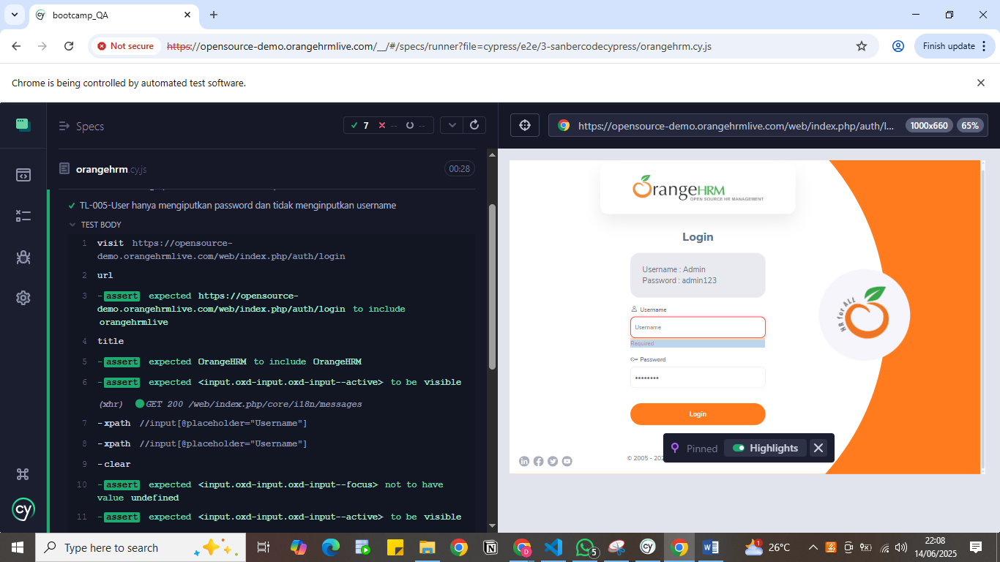 bootcamp_QA
Not secure
https://opensource-demo.orangehrmlive.com/__/#/specs/runner?file=cypress/e2e/3-sanbercodecypress/orangehrm.cy.js
Finish update
Chrome is being controlled by automated test software.
Specs
7
--
--
orangehrm.cy.js
00:28
TL-005-User hanya mengiputkan password dan tidak menginputkan username
TEST BODY
1 visit https://opensource-
demo.orangehrmlive.com/web/index.php/auth/login
2 url
3 -assert expected https://opensource-
demo.orangehrmlive.com/web/index.php/auth/login to include
orangehrmlive
4 title
5 -assert expected OrangeHRM to include OrangeHRM
6 -assert expected <input.oxd-input.oxd-input--active> to be visible
(xhr) GET 200 /web/index.php/core/i18n/messages
7 -xpath //input[@placeholder="Username"]
8 -xpath //input[@placeholder="Username"]
9 -clear
10 -assert expected <input.oxd-input.oxd-input--focus> not to have
value undefined
11 -assert expected <input.oxd-input.oxd-input--active> to be visible
https://opensource-demo.orangehrmlive.com/web/index.php/auth/l...
1000x660
65%
OrangeHRM
OPEN SOURCE HR MANAGEMENT
Login
Username : Admin
Password : admin123
Username
Username
Required
Password
••••••••
Login
HR for ALL
Pinned
Highlights
© 2005 -
cy
Type here to search
5
1
26°C
22:08
14/06/2025